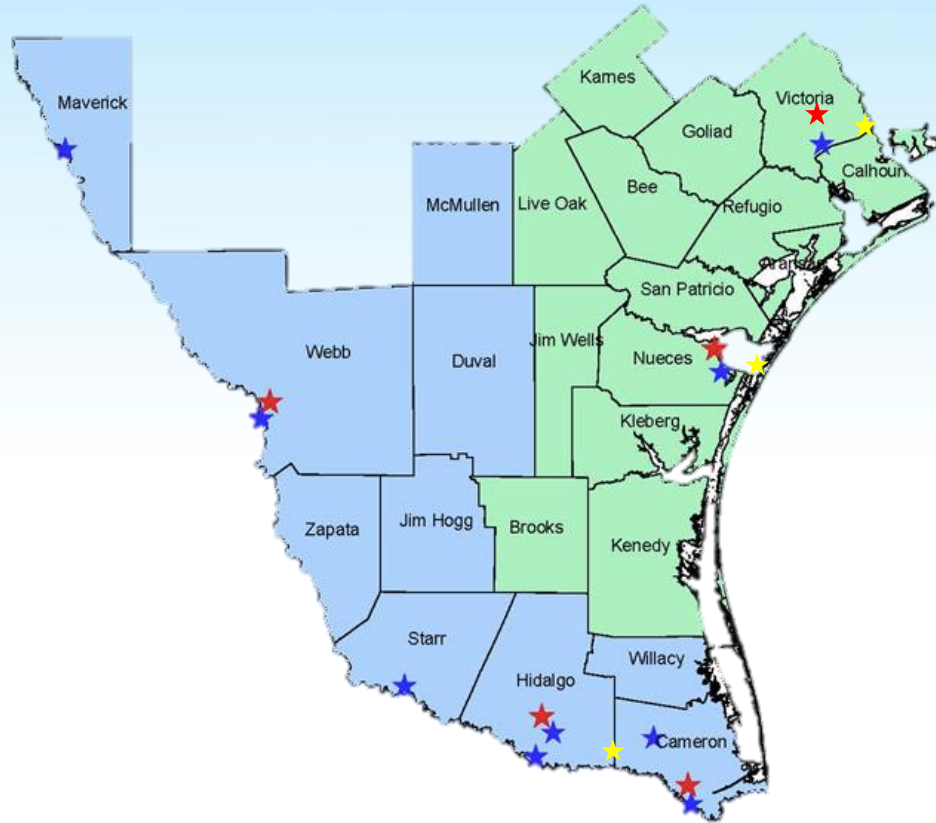 Karnes
Maverick
Victoria
Goliad
Calhoun
Bee
McMullen
Live Oak
Refugio
Aransas
San Patricio
Jim Wells
Webb
Duval
Nueces
Kleberg
Jim Hogg
Brooks
Zapata
Kenedy
Starr
Willacy
Hidalgo
Cameron